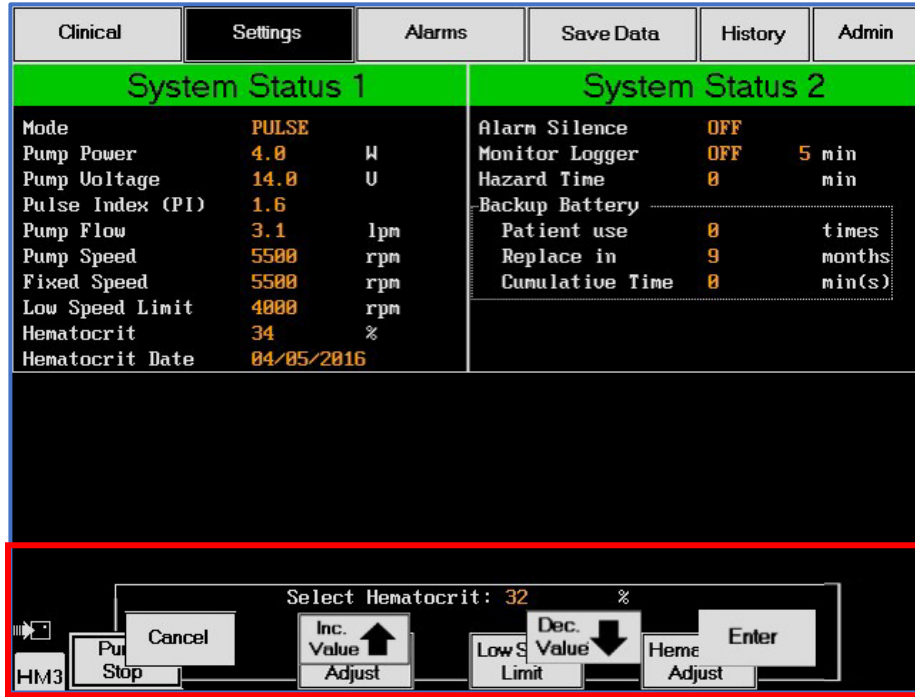 Clinical Settings Alarms Save Data History Admin
System Status 1
Mode PULSE
Pump Power 4.0 W
Pump Voltage 14.0 V
Pulse Index (PI) 1.6
Pump Flow 3.1 lpm
Pump Speed 5500 rpm
Fixed Speed 5500 rpm
Low Speed Limit 4000 rpm
Hematocrit 34 %
Hematocrit Date 04/05/2016
System Status 2
Alarm Silence OFF
Monitor Logger OFF 5 min
Hazard Time 0 min
Backup Battery
Patient use 0 times
Replace in 9 months
Cumulative Time 0 min(s)
Select Hematocrit: 32 %
HM3
Stop
Cancel
Inc.
Value
Adjust
Limit
Dec.
Value
Adjust
Enter